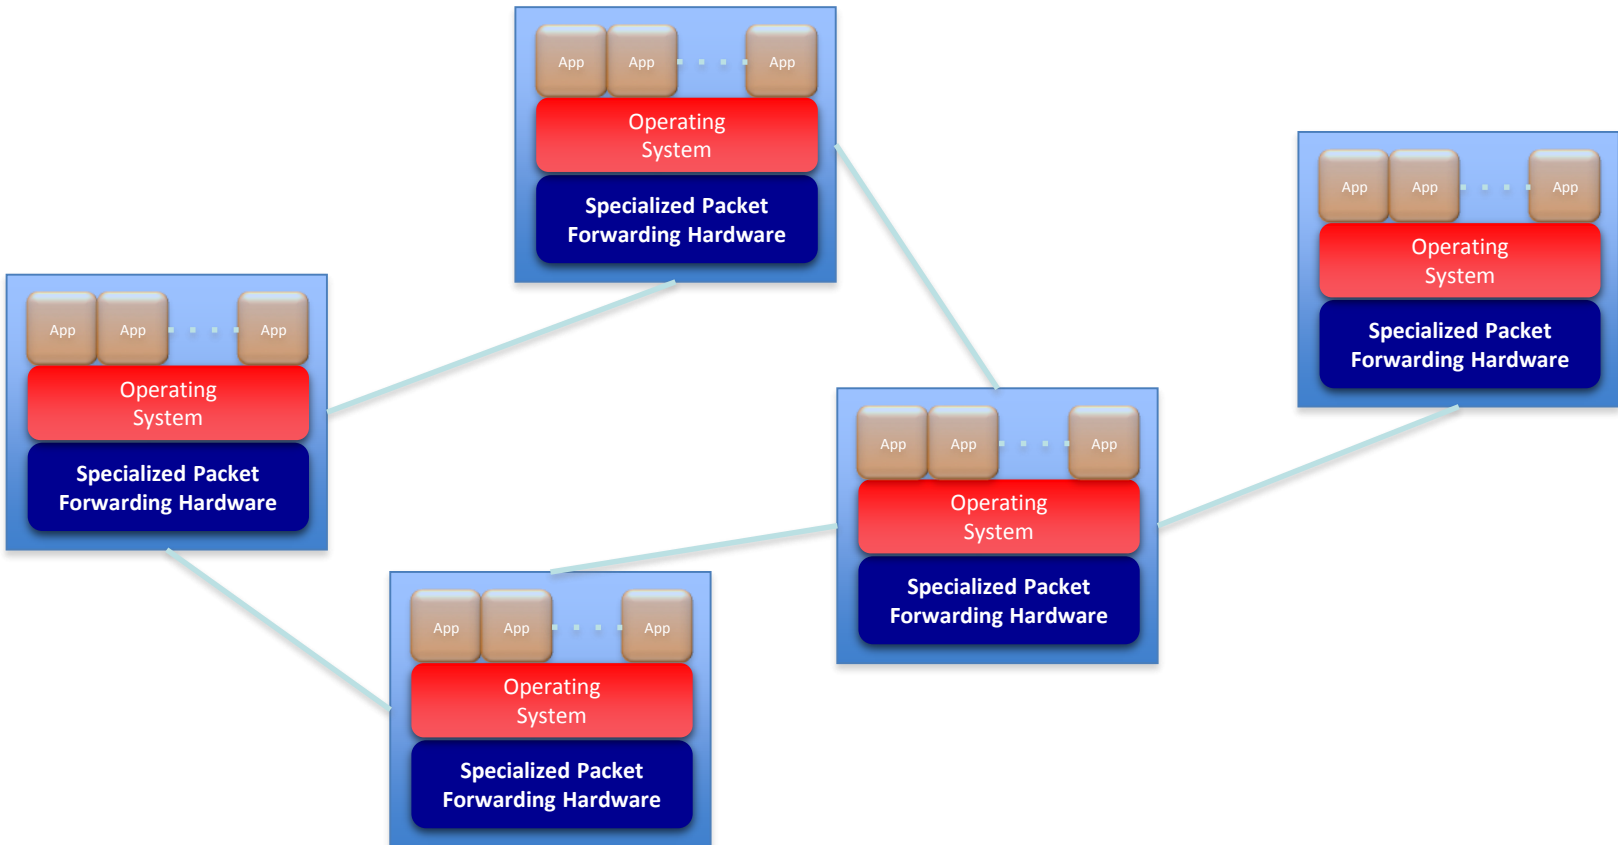 App App App
Operating
System
Specialized Packet
Forwarding Hardware
App App App
Operating
System
Specialized Packet
Forwarding Hardware
App App App
Operating
System
Specialized Packet
Forwarding Hardware
App App App
Operating
System
Specialized Packet
Forwarding Hardware
App App App
Operating
System
Specialized Packet
Forwarding Hardware